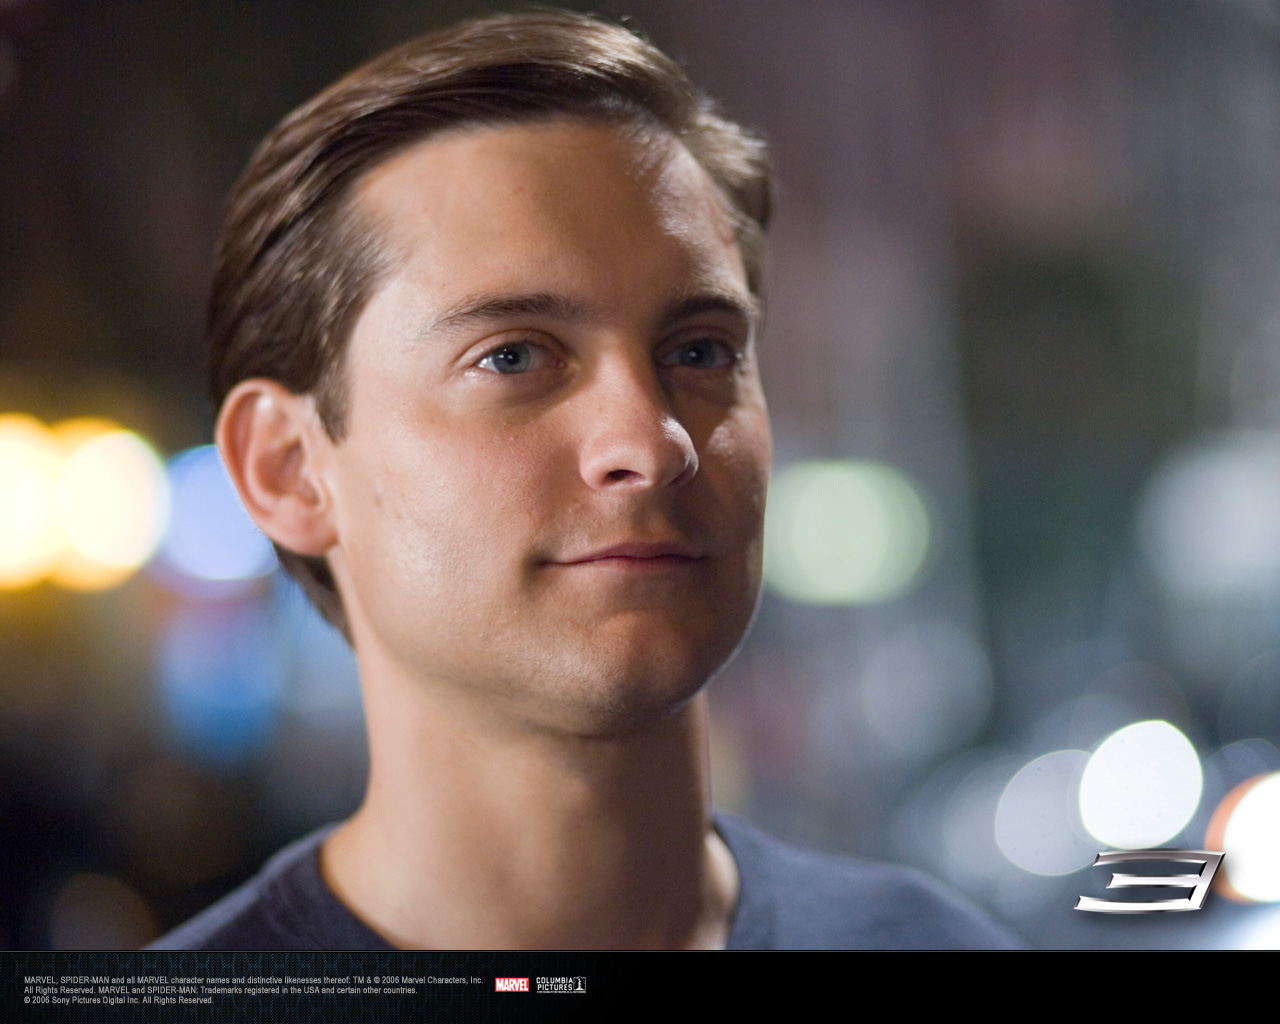 3
MARVEL, SPIDER-MAN and all MARVEL character names and distinctive likenesses thereof: TM & © 2006 Marvel Characters, Inc.
All Rights Reserved. MARVEL and SPIDER-MAN: Trademarks registered in the USA and certain other countries.
© 2006 Sony Pictures Digital Inc. All Rights Reserved.
MARVEL
COLUMBIA
PICTURES